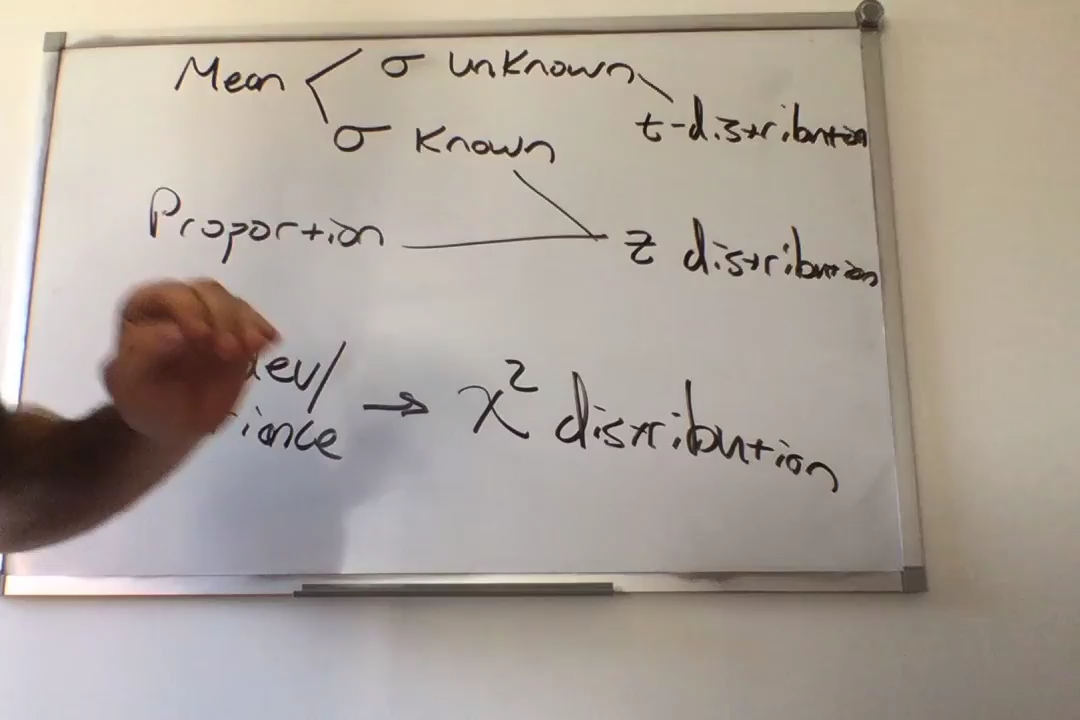 Mean < σ unknown
t-distribution
σ known
Proportion
z distribution
dev/
iance → χ² distribution